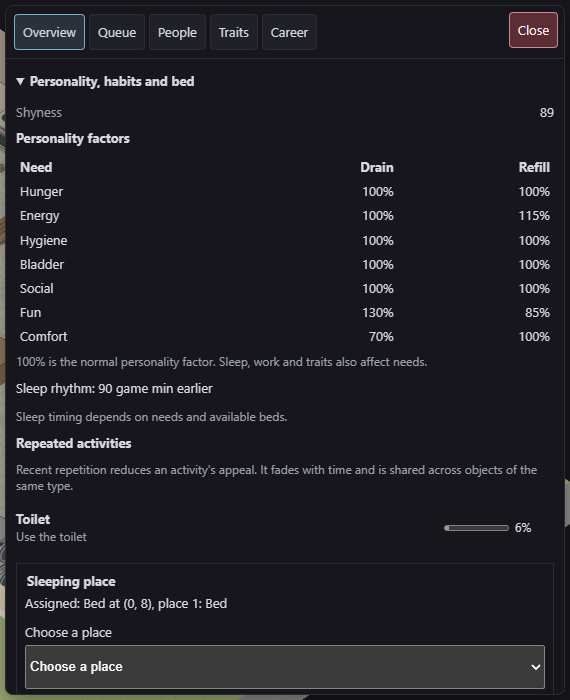 Overview Queue People Traits Career Close
▼ Personality, habits and bed
Shyness 89
Personality factors
Need Drain Refill
Hunger 100% 100%
Energy 100% 115%
Hygiene 100% 100%
Bladder 100% 100%
Social 100% 100%
Fun 130% 85%
Comfort 70% 100%
100% is the normal personality factor. Sleep, work and traits also affect needs.
Sleep rhythm: 90 game min earlier
Sleep timing depends on needs and available beds.
Repeated activities
Recent repetition reduces an activity's appeal. It fades with time and is shared across objects of the
same type.
Toilet
Use the toilet 6%
Sleeping place
Assigned: Bed at (0, 8), place 1: Bed
Choose a place
Choose a place